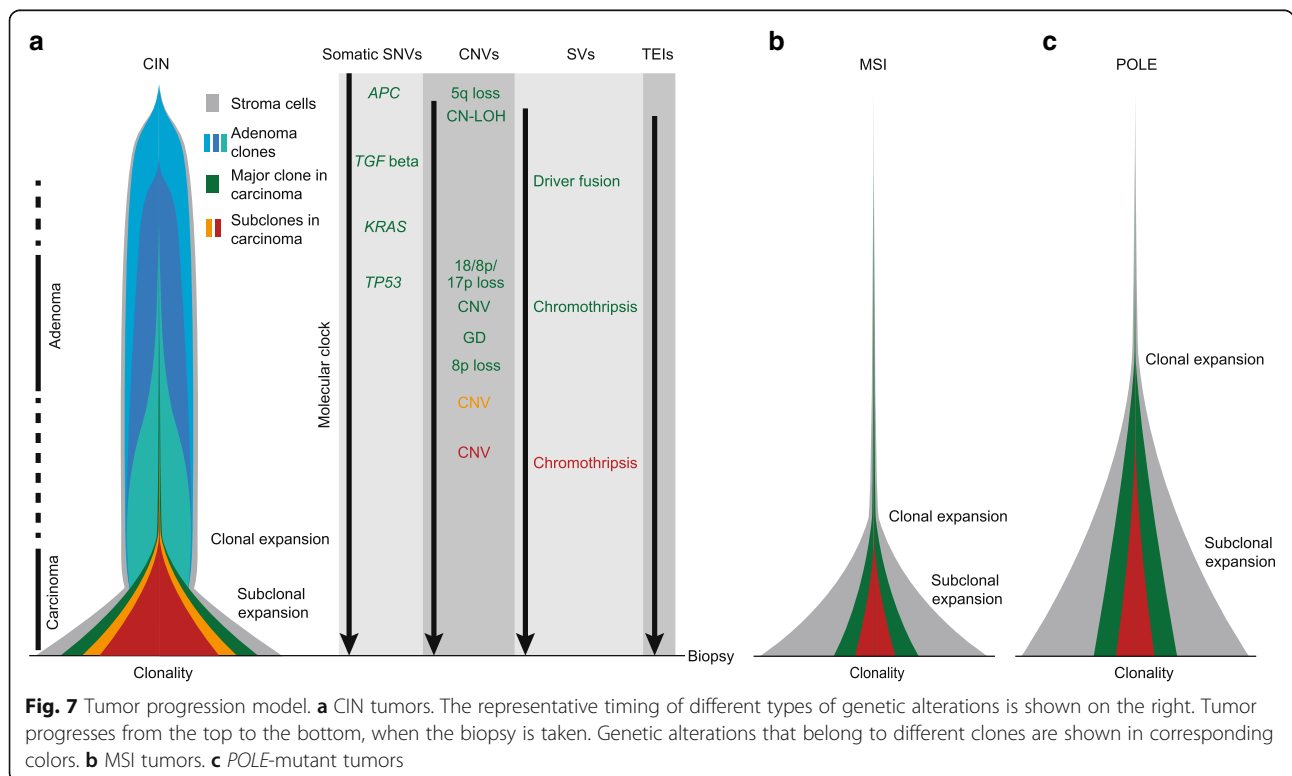 a
CIN
Stroma cells
Adenoma
clones
Major clone in
carcinoma
Subclones in
carcinoma
Adenoma
Carcinoma
Clonal expansion
Subclonal
expansion
Clonality
Molecular clock
Somatic SNVs
CNVs
SVs
TEIs
APC
5q loss
CN-LOH
TGF beta
Driver fusion
KRAS
TP53
18/8p/
17p loss
CNV
Chromothripsis
GD
8p loss
CNV
CNV
Chromothripsis
Biopsy
b
MSI
Clonal expansion
Subclonal
expansion
Clonality
c
POLE
Clonal expansion
Subclonal
expansion
Clonality
Fig. 7 Tumor progression model. a CIN tumors. The representative timing of different types of genetic alterations is shown on the right. Tumor
progresses from the top to the bottom, when the biopsy is taken. Genetic alterations that belong to different clones are shown in corresponding
colors. b MSI tumors. c POLE-mutant tumors